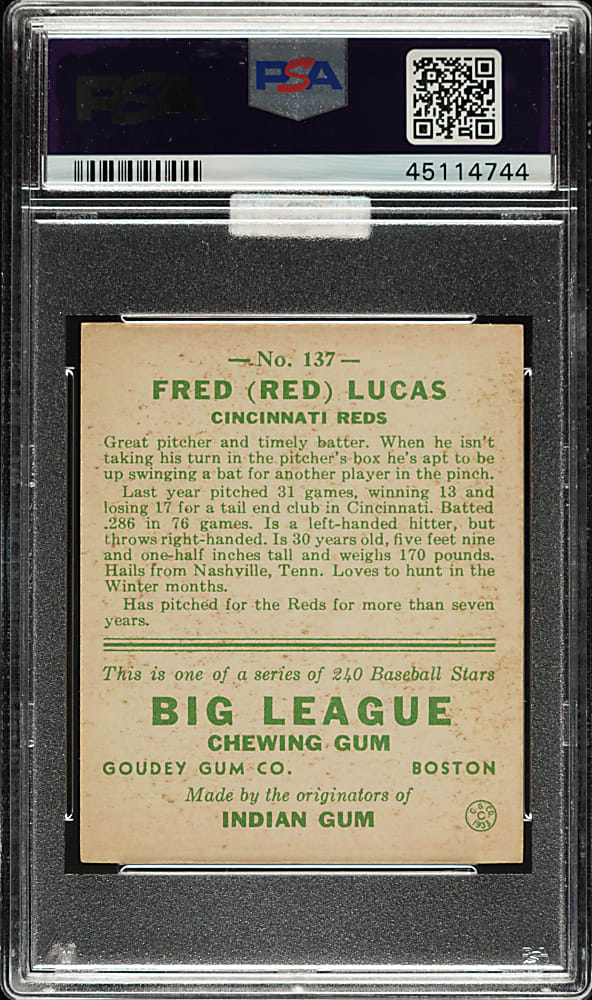 PSA
PSA
45114744
—No. 137—
FRED (RED) LUCAS
CINCINNATI REDS
Great pitcher and timely batter. When he isn't
taking his turn in the pitcher's box he's apt to be
up swinging a bat for another player in the pinch.
Last year pitched 31 games, winning 13 and
losing 17 for a tail end club in Cincinnati. Batted
.286 in 76 games. Is a left-handed hitter, but
throws right-handed. Is 30 years old, five feet nine
and one-half inches tall and weighs 170 pounds.
Hails from Nashville, Tenn. Loves to hunt in the
Winter months.
Has pitched for the Reds for more than seven
years.
This is one of a series of 240 Baseball Stars
BIG LEAGUE
CHEWING GUM
GOUDEY GUM CO. BOSTON
Made by the originators of
INDIAN GUM
G. G. CO.
C
1933